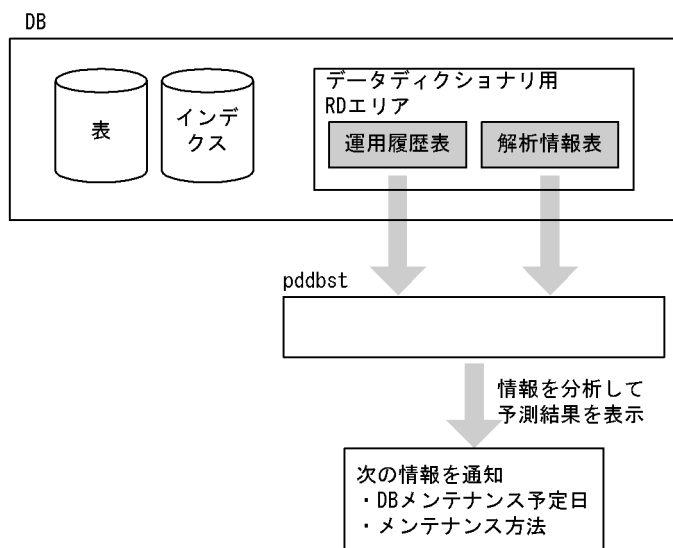 DB
データディクショナリ用
RDエリア
表
インデ
クス
運用履歴表
解析情報表
pddbst
情報を分析して
予測結果を表示
次の情報を通知
・DBメンテナンス予定日
・メンテナンス方法